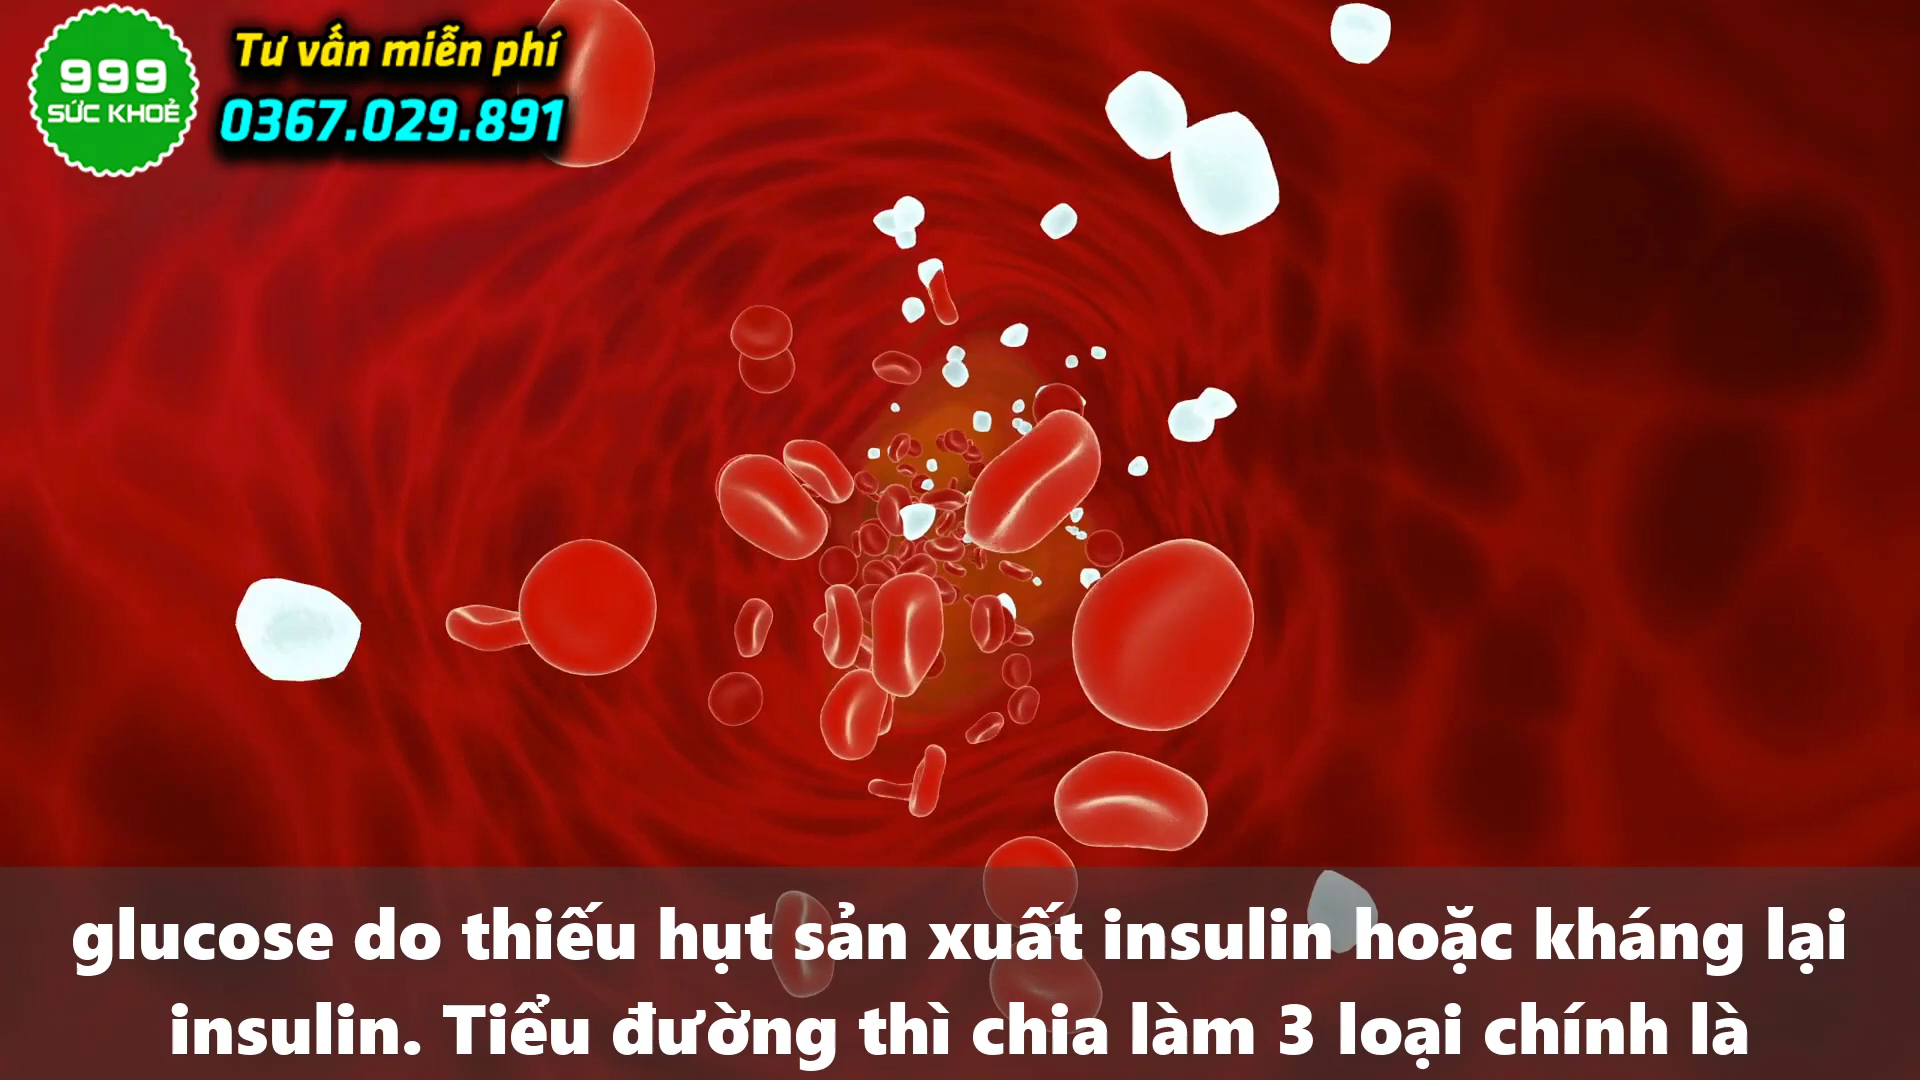 999
SỨC KHOẺ
Tư vấn miễn phí
0367.029.891
glucose do thiếu hụt sản xuất insulin hoặc kháng lại
insulin. Tiểu đường thì chia làm 3 loại chính là